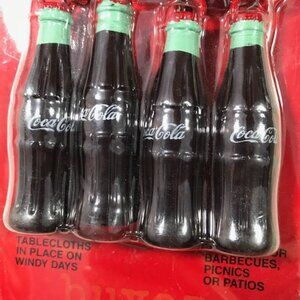 Coca-Cola
Coca-Cola
Coca-Cola
Coca-Cola
TABLECLOTHS
IN PLACE ON
WINDY DAYS
BARBECUES,
PICNICS
OR PATIOS